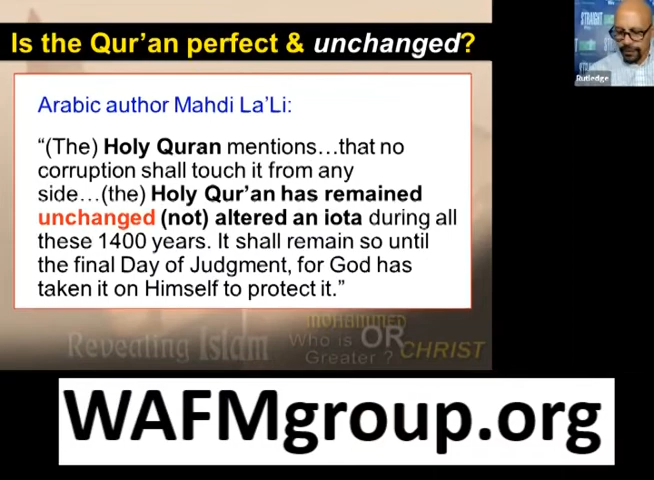 Is the Qur'an perfect & unchanged?
Arabic author Mahdi La'Li:
"(The) Holy Quran mentions…that no
corruption shall touch it from any
side…(the) Holy Qur'an has remained
unchanged (not) altered an iota during all
these 1400 years. It shall remain so until
the final Day of Judgment, for God has
taken it on Himself to protect it."
Revealing Islam
MOHAMMED
Who is OR
Greater ? CHRIST
WAFMgroup.org
STRAIGHT
Rutledge